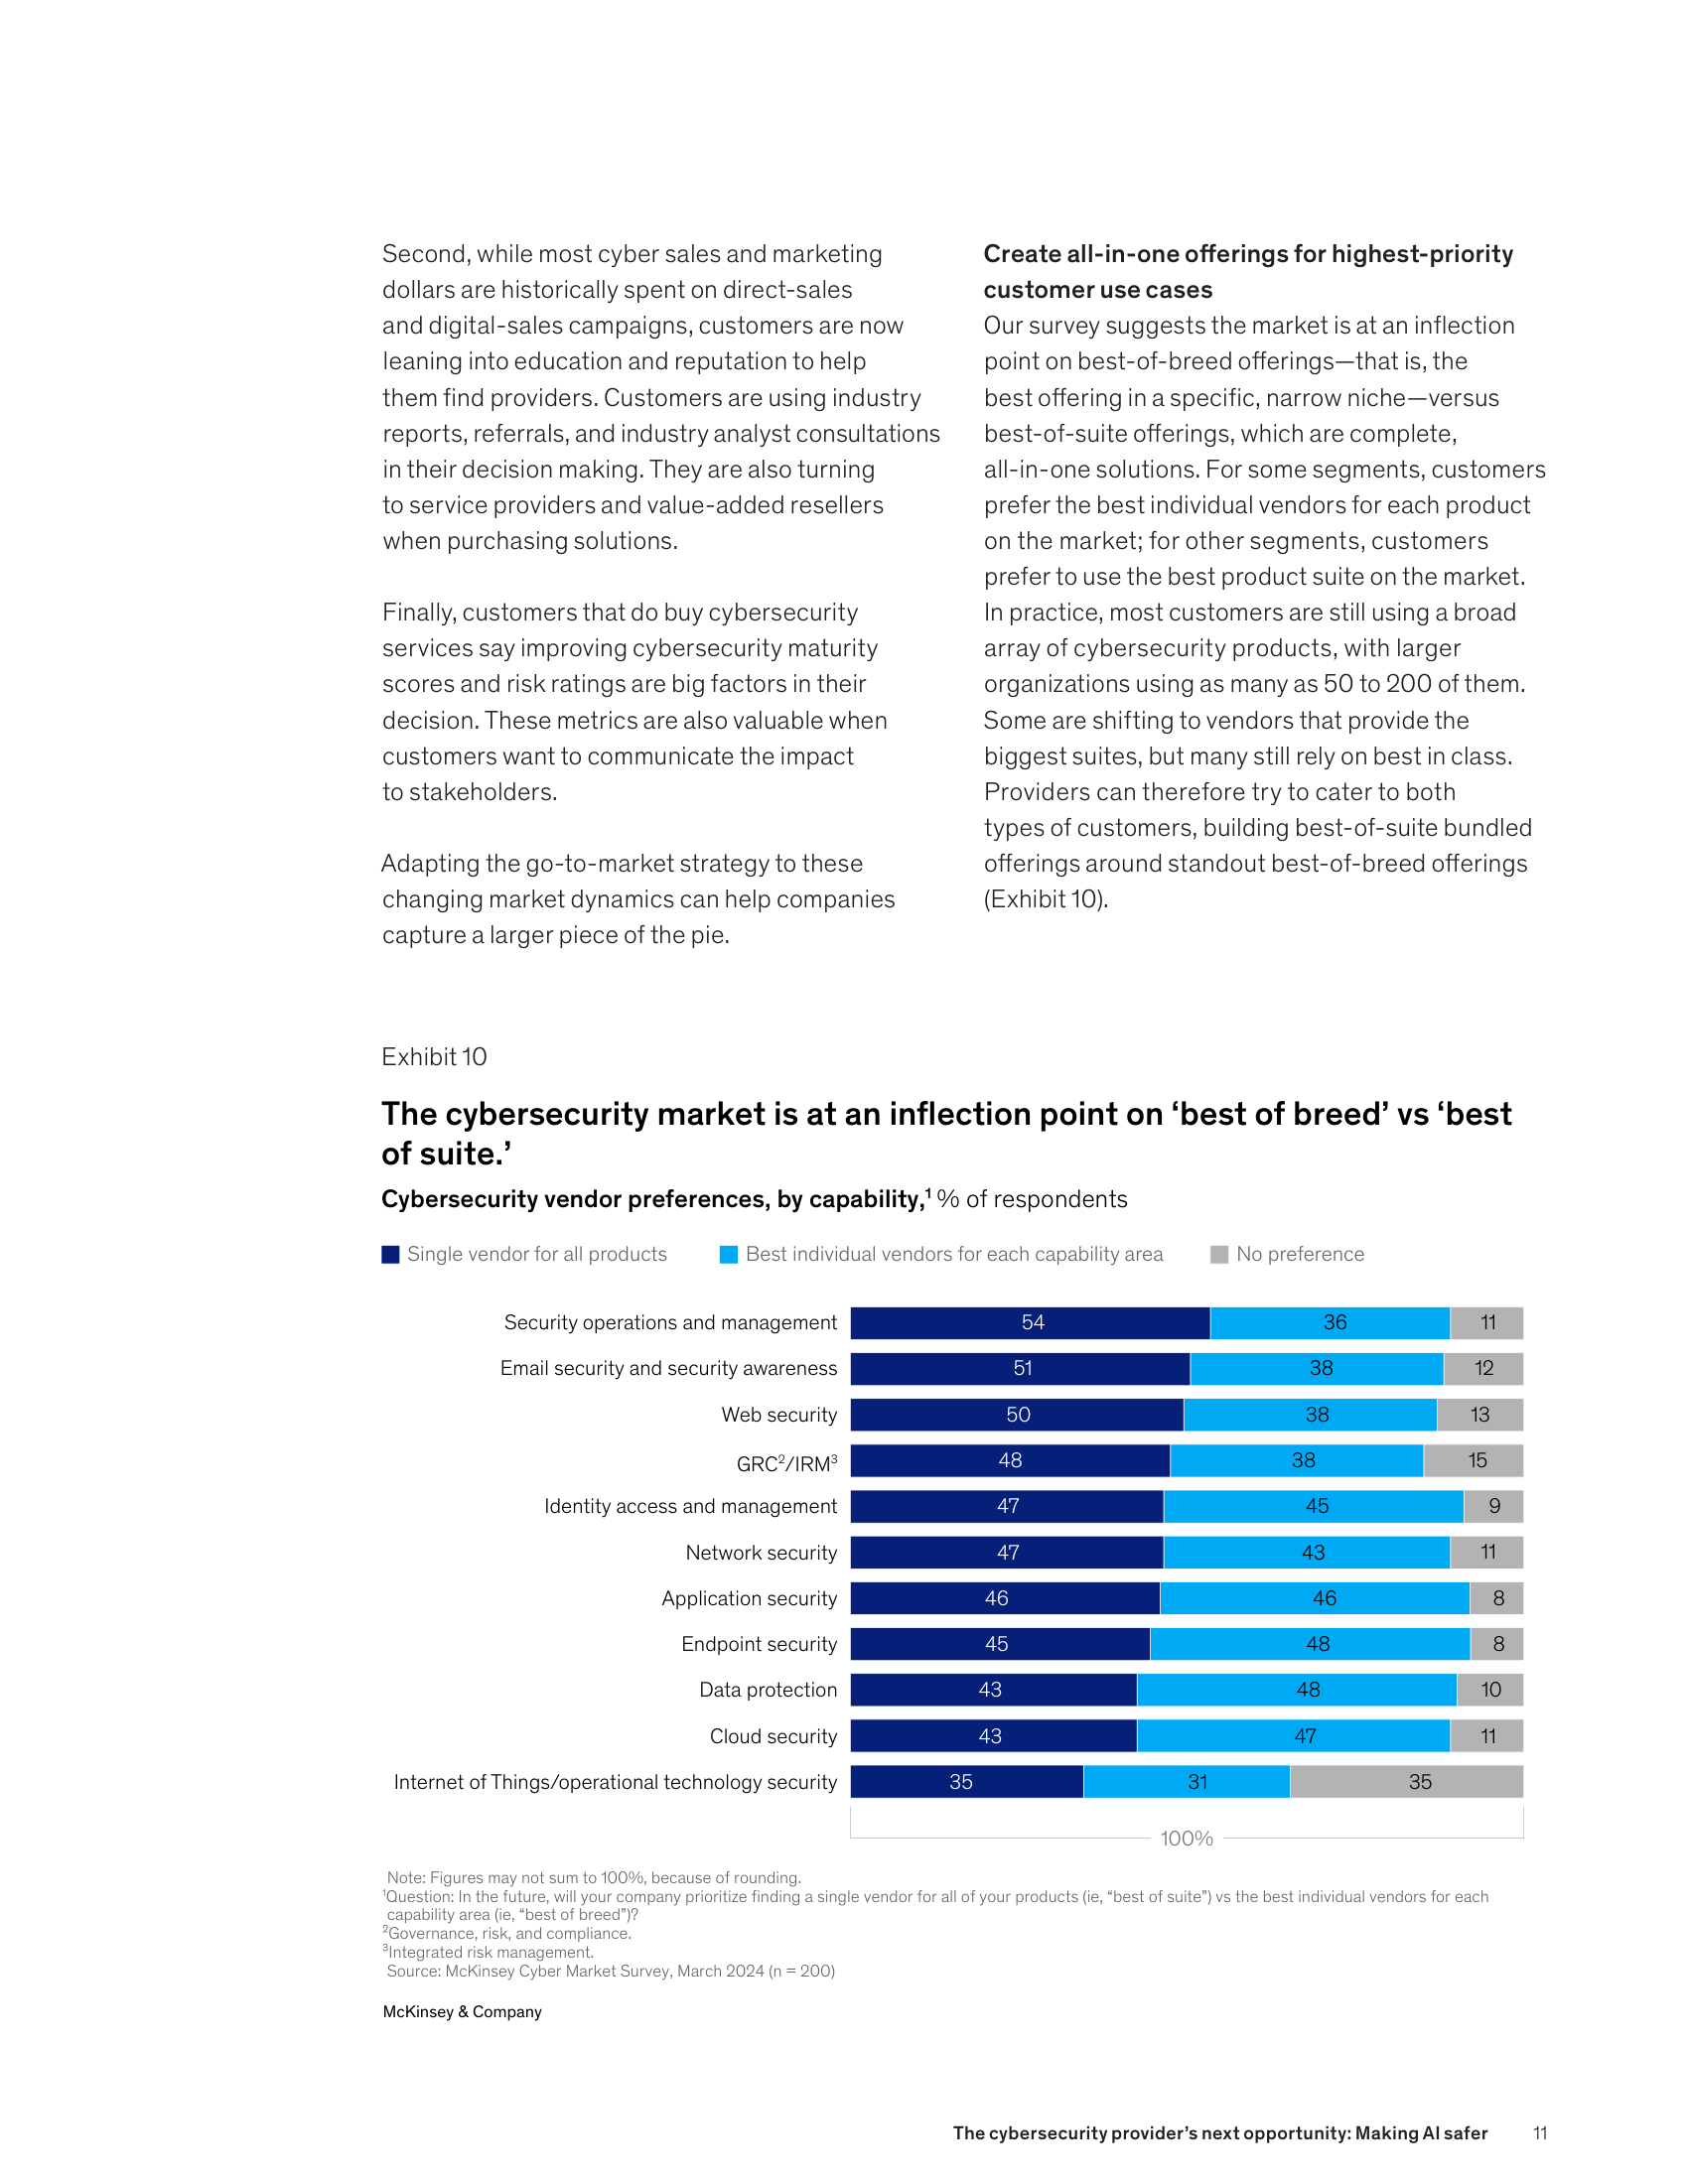 Second, while most cyber sales and marketing
dollars are historically spent on direct-sales
and digital-sales campaigns, customers are now
leaning into education and reputation to help
them find providers. Customers are using industry
reports, referrals, and industry analyst consultations
in their decision making. They are also turning
to service providers and value-added resellers
when purchasing solutions.
Finally, customers that do buy cybersecurity
services say improving cybersecurity maturity
scores and risk ratings are big factors in their
decision. These metrics are also valuable when
customers want to communicate the impact
to stakeholders.
Adapting the go-to-market strategy to these
changing market dynamics can help companies
capture a larger piece of the pie.
Create all-in-one offerings for highest-priority
customer use cases
Our survey suggests the market is at an inflection
point on best-of-breed offerings—that is, the
best offering in a specific, narrow niche—versus
best-of-suite offerings, which are complete,
all-in-one solutions. For some segments, customers
prefer the best individual vendors for each product
on the market; for other segments, customers
prefer to use the best product suite on the market.
In practice, most customers are still using a broad
array of cybersecurity products, with larger
organizations using as many as 50 to 200 of them.
Some are shifting to vendors that provide the
biggest suites, but many still rely on best in class.
Providers can therefore try to cater to both
types of customers, building best-of-suite bundled
offerings around standout best-of-breed offerings
(Exhibit 10).
Exhibit 10
The cybersecurity market is at an inflection point on ‘best of breed’ vs ‘best
of suite.’
Cybersecurity vendor preferences, by capability,¹ % of respondents
Single vendor for all products Best individual vendors for each capability area No preference
Security operations and management 54 36 11
Email security and security awareness 51 38 12
Web security 50 38 13
GRC²/IRM³ 48 38 15
Identity access and management 47 45 9
Network security 47 43 11
Application security 46 46 8
Endpoint security 45 48 8
Data protection 43 48 10
Cloud security 43 47 11
Internet of Things/operational technology security 35 31 35
100%
Note: Figures may not sum to 100%, because of rounding.
¹Question: In the future, will your company prioritize finding a single vendor for all of your products (ie, “best of suite”) vs the best individual vendors for each
capability area (ie, “best of breed”)?
²Governance, risk, and compliance.
³Integrated risk management.
Source: McKinsey Cyber Market Survey, March 2024 (n = 200)
McKinsey & Company
The cybersecurity provider’s next opportunity: Making AI safer 11